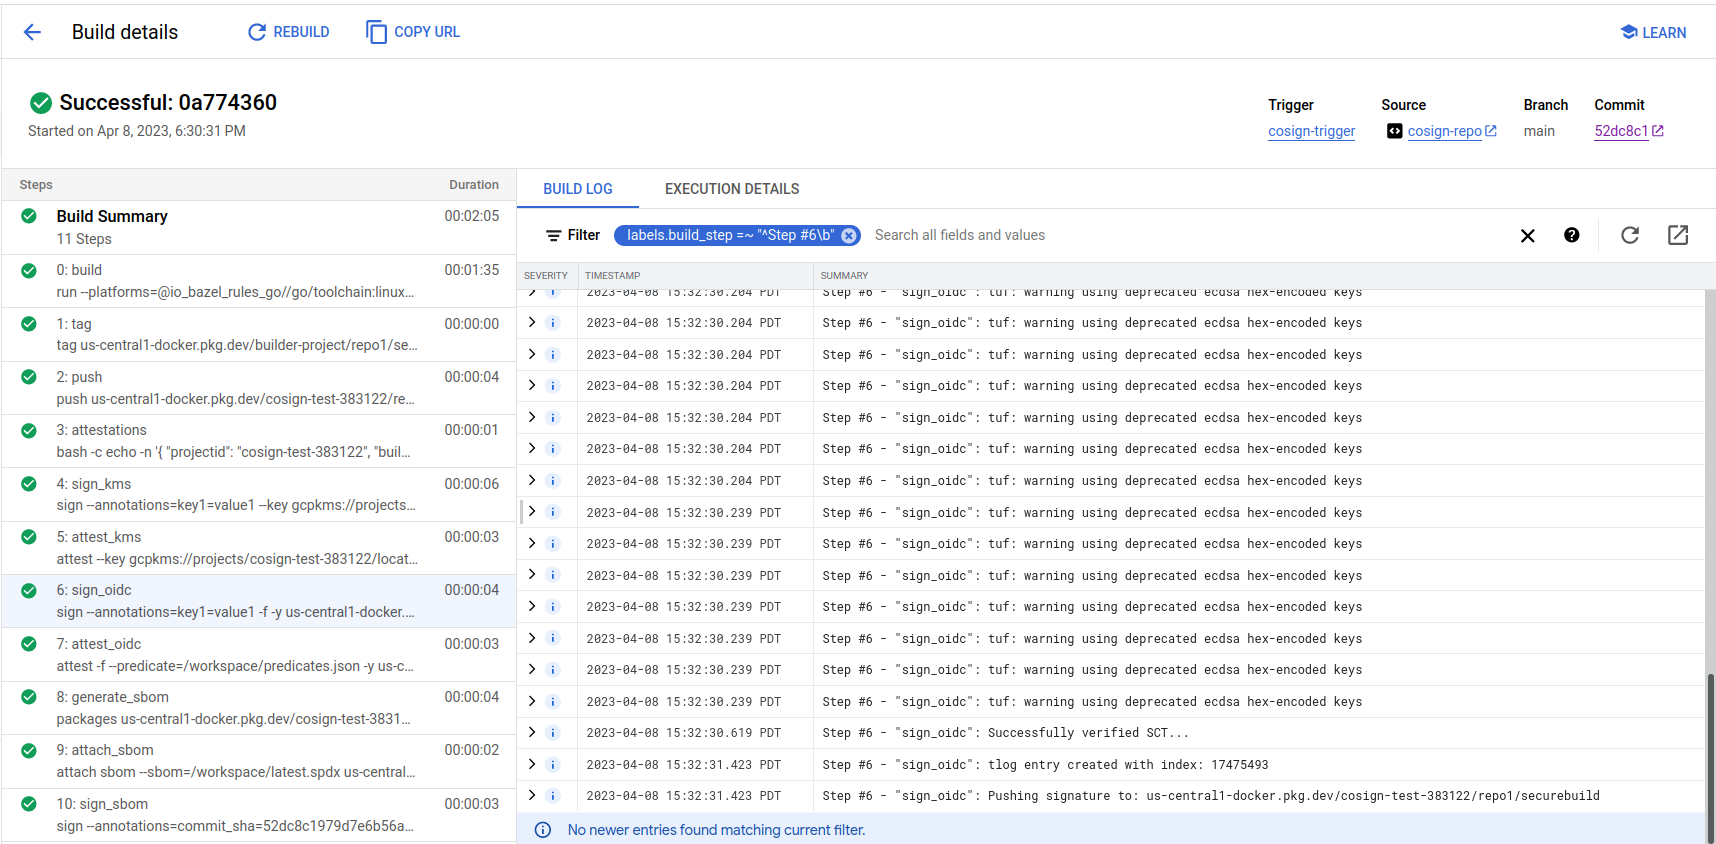 Build details
REBUILD
COPY URL
LEARN
Successful: 0a774360
Started on Apr 8, 2023, 6:30:31 PM
Trigger
Source
Branch
Commit
cosign-trigger
cosign-repo
main
52dc8c1
Steps
Duration
Build Summary
00:02:05
11 Steps
0: build
00:01:35
run --platforms=@io_bazel_rules_go//go/toolchain:linux...
1: tag
00:00:00
tag us-central1-docker.pkg.dev/builder-project/repo1/se...
2: push
00:00:04
push us-central1-docker.pkg.dev/cosign-test-383122/re...
3: attestations
00:00:01
bash -c echo -n '{ "projectid": "cosign-test-383122", "buil...
4: sign_kms
00:00:06
sign --annotations=key1=value1 --key gcpkms://projects...
5: attest_kms
00:00:03
attest --key gcpkms://projects/cosign-test-383122/locat...
6: sign_oidc
00:00:04
sign --annotations=key1=value1 -f -y us-central1-docker....
7: attest_oidc
00:00:03
attest -f --predicate=/workspace/predicates.json -y us-c...
8: generate_sbom
00:00:04
packages us-central1-docker.pkg.dev/cosign-test-3831...
9: attach_sbom
00:00:02
attach sbom --sbom=/workspace/latest.spdx us-central...
10: sign_sbom
00:00:03
sign --annotations=commit_sha=52dc8c1979d7e6b56a...
BUILD LOG
EXECUTION DETAILS
Filter
labels.build_step =~ "^Step #6\b"
Search all fields and values
SEVERITY
TIMESTAMP
SUMMARY
2023-04-08 15:32:30.204 PDT Step #6 - "sign_oidc": tuf: warning using deprecated ecdsa hex-encoded keys
2023-04-08 15:32:30.204 PDT Step #6 - "sign_oidc": tuf: warning using deprecated ecdsa hex-encoded keys
2023-04-08 15:32:30.204 PDT Step #6 - "sign_oidc": tuf: warning using deprecated ecdsa hex-encoded keys
2023-04-08 15:32:30.204 PDT Step #6 - "sign_oidc": tuf: warning using deprecated ecdsa hex-encoded keys
2023-04-08 15:32:30.204 PDT Step #6 - "sign_oidc": tuf: warning using deprecated ecdsa hex-encoded keys
2023-04-08 15:32:30.204 PDT Step #6 - "sign_oidc": tuf: warning using deprecated ecdsa hex-encoded keys
2023-04-08 15:32:30.204 PDT Step #6 - "sign_oidc": tuf: warning using deprecated ecdsa hex-encoded keys
2023-04-08 15:32:30.239 PDT Step #6 - "sign_oidc": tuf: warning using deprecated ecdsa hex-encoded keys
2023-04-08 15:32:30.239 PDT Step #6 - "sign_oidc": tuf: warning using deprecated ecdsa hex-encoded keys
2023-04-08 15:32:30.239 PDT Step #6 - "sign_oidc": tuf: warning using deprecated ecdsa hex-encoded keys
2023-04-08 15:32:30.239 PDT Step #6 - "sign_oidc": tuf: warning using deprecated ecdsa hex-encoded keys
2023-04-08 15:32:30.239 PDT Step #6 - "sign_oidc": tuf: warning using deprecated ecdsa hex-encoded keys
2023-04-08 15:32:30.239 PDT Step #6 - "sign_oidc": tuf: warning using deprecated ecdsa hex-encoded keys
2023-04-08 15:32:30.239 PDT Step #6 - "sign_oidc": tuf: warning using deprecated ecdsa hex-encoded keys
2023-04-08 15:32:30.619 PDT Step #6 - "sign_oidc": Successfully verified SCT...
2023-04-08 15:32:31.423 PDT Step #6 - "sign_oidc": tlog entry created with index: 17475493
2023-04-08 15:32:31.423 PDT Step #6 - "sign_oidc": Pushing signature to: us-central1-docker.pkg.dev/cosign-test-383122/repo1/securebuild
No newer entries found matching current filter.